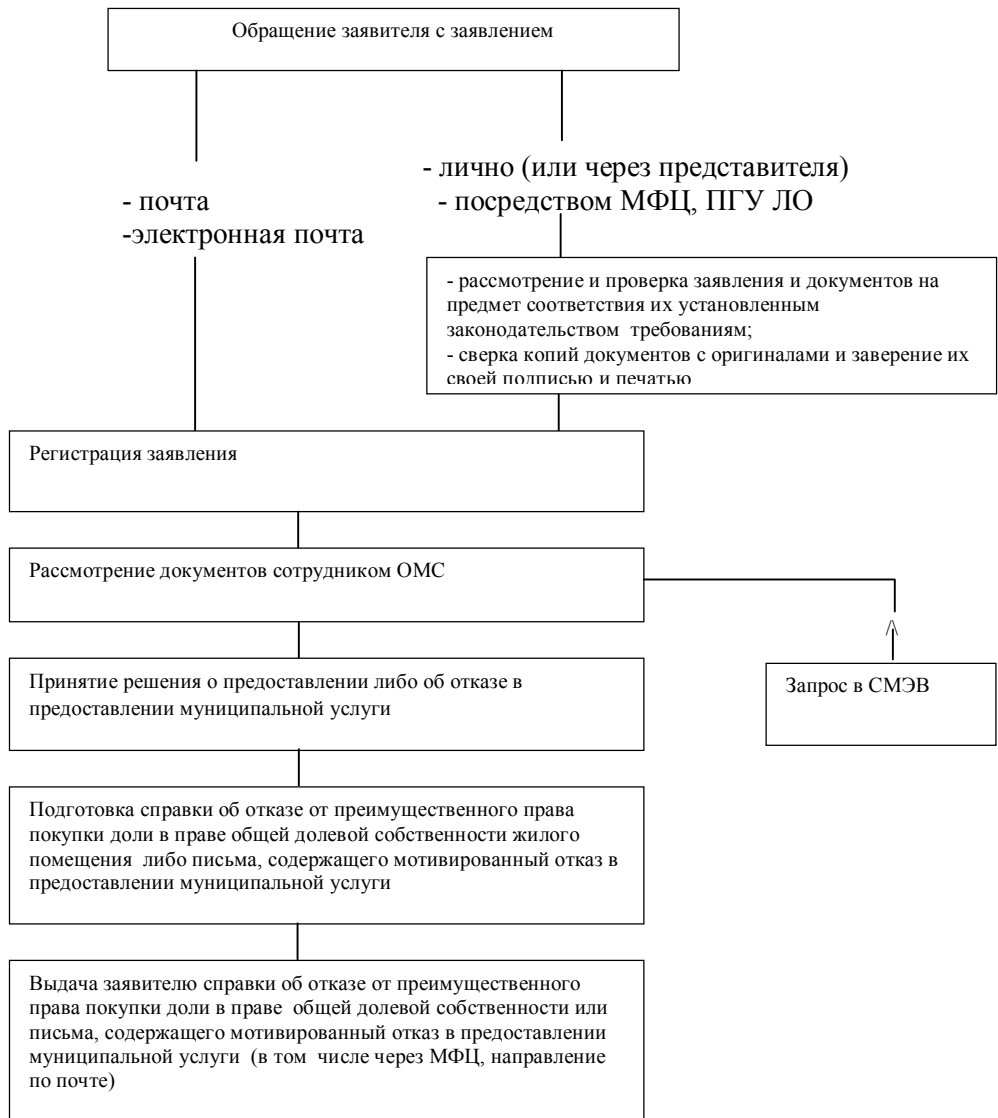 Обращение заявителя с заявлением
- почта
-электронная почта
- лично (или через представителя)
- посредством МФЦ, ПГУ ЛО
- рассмотрение и проверка заявления и документов на
предмет соответствия их установленным
законодательством требованиям;
- сверка копий документов с оригиналами и заверение их
своей подписью и печатью
Регистрация заявления
Рассмотрение документов сотрудником ОМС
Запрос в СМЭВ
Принятие решения о предоставлении либо об отказе в
предоставлении муниципальной услуги
Подготовка справки об отказе от преимущественного права
покупки доли в праве общей долевой собственности жилого
помещения либо письма, содержащего мотивированный отказ в
предоставлении муниципальной услуги
Выдача заявителю справки об отказе от преимущественного
права покупки доли в праве общей долевой собственности или
письма, содержащего мотивированный отказ в предоставлении
муниципальной услуги (в том числе через МФЦ, направление
по почте)